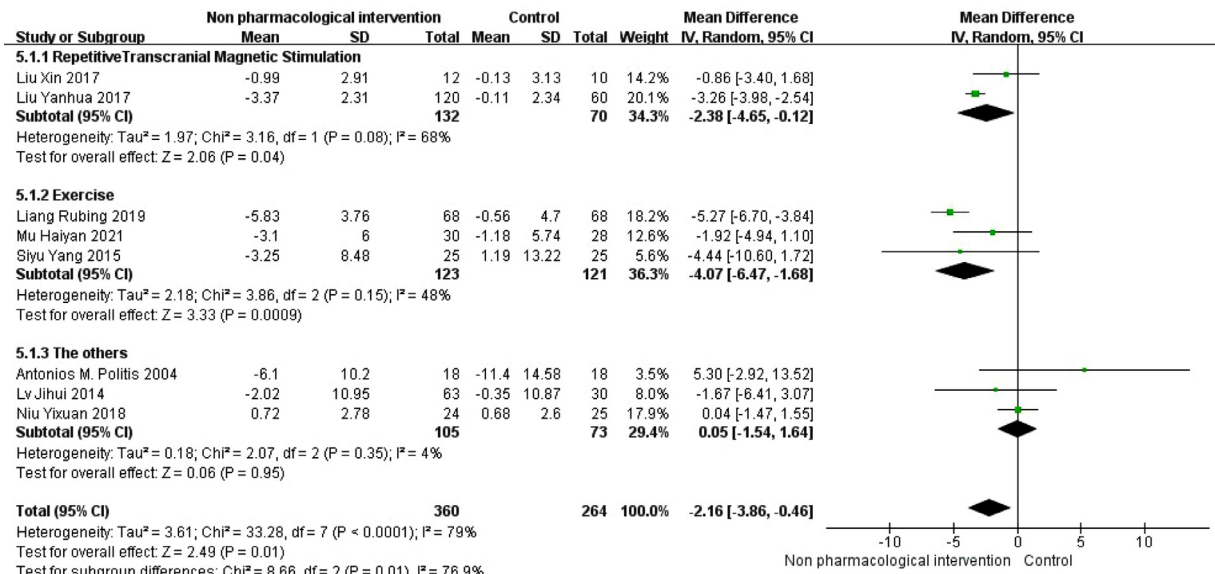 Non pharmacological intervention Control Mean Difference Mean Difference
Study or Subgroup Mean SD Total Mean SD Total Weight IV, Random, 95% CI IV, Random, 95% CI
5.1.1 RepetitiveTranscranial Magnetic Stimulation
Liu Xin 2017 -0.99 2.91 12 -0.13 3.13 10 14.2% -0.86 [-3.40, 1.68]
Liu Yanhua 2017 -3.37 2.31 120 -0.11 2.34 60 20.1% -3.26 [-3.98, -2.54]
Subtotal (95% CI) 132 70 34.3% -2.38 [-4.65, -0.12]
Heterogeneity: Tau² = 1.97; Chi² = 3.16, df = 1 (P = 0.08); I² = 68%
Test for overall effect: Z = 2.06 (P = 0.04)
5.1.2 Exercise
Liang Rubing 2019 -5.83 3.76 68 -0.56 4.7 68 18.2% -5.27 [-6.70, -3.84]
Mu Haiyan 2021 -3.1 6 30 -1.18 5.74 28 12.6% -1.92 [-4.94, 1.10]
Siyu Yang 2015 -3.25 8.48 25 1.19 13.22 25 5.6% -4.44 [-10.60, 1.72]
Subtotal (95% CI) 123 121 36.3% -4.07 [-6.47, -1.68]
Heterogeneity: Tau² = 2.18; Chi² = 3.86, df = 2 (P = 0.15); I² = 48%
Test for overall effect: Z = 3.33 (P = 0.0009)
5.1.3 The others
Antonios M. Politis 2004 -6.1 10.2 18 -11.4 14.58 18 3.5% 5.30 [-2.92, 13.52]
Lv Jihui 2014 -2.02 10.95 63 -0.35 10.87 30 8.0% -1.67 [-6.41, 3.07]
Niu Yixuan 2018 0.72 2.78 24 0.68 2.6 25 17.9% 0.04 [-1.47, 1.55]
Subtotal (95% CI) 105 73 29.4% 0.05 [-1.54, 1.64]
Heterogeneity: Tau² = 0.18; Chi² = 2.07, df = 2 (P = 0.35); I² = 4%
Test for overall effect: Z = 0.06 (P = 0.95)
Total (95% CI) 360 264 100.0% -2.16 [-3.86, -0.46]
Heterogeneity: Tau² = 3.61; Chi² = 33.28, df = 7 (P < 0.0001); I² = 79%
Test for overall effect: Z = 2.49 (P = 0.01)
Test for subgroup differences: Chi² = 8.66, df = 2 (P = 0.01), I² = 76.9%
-10 -5 0 5 10
Non pharmacological intervention Control